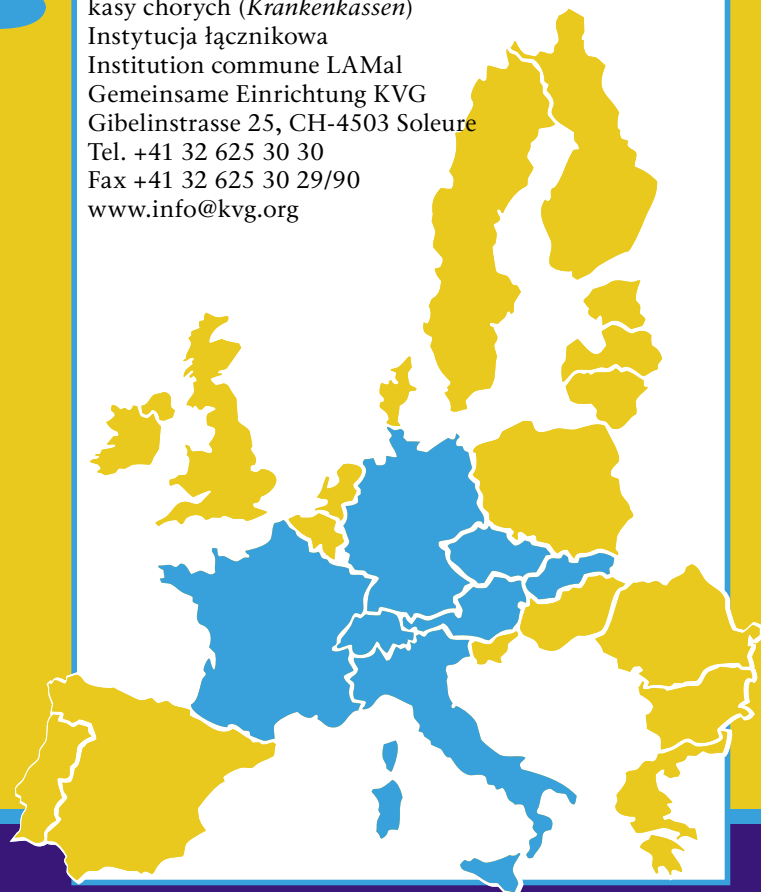 kasy chorych (Krankenkassen)
Instytucja łącznikowa
Institution commune LAMal
Gemeinsame Einrichtung KVG
Gibelinstrasse 25, CH-4503 Soleure
Tel. +41 32 625 30 30
Fax +41 32 625 30 29/90
www.info@kvg.org